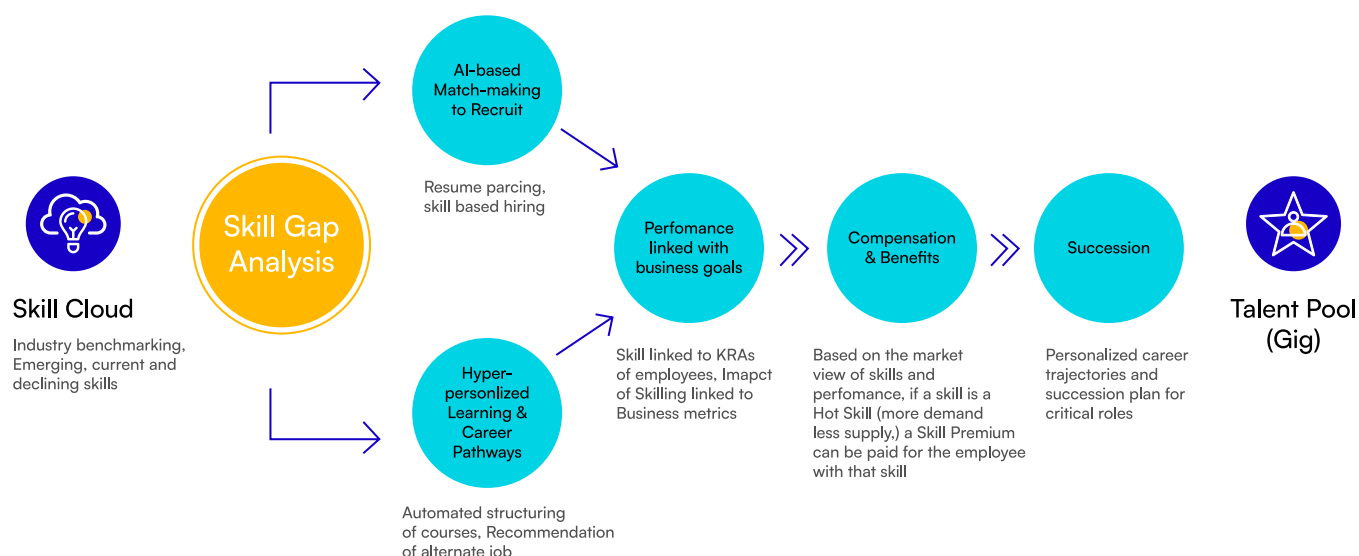 AI-based
Match-making
to Recruit
Resume parcing,
skill based hiring
Skill Gap
Analysis
Skill Cloud
Industry benchmarking,
Emerging, current and
declining skills
Hyper-
personlized
Learning &
Career
Pathways
Automated structuring
of courses, Recommendation
of alternate job
Perfomance
linked with
business goals
Skill linked to KRAs
of employees, Imapct
of Skilling linked to
Business metrics
Compensation
& Benefits
Based on the market
view of skills and
perfomance, if a skill is a
Hot Skill (more demand
less supply,) a Skill Premium
can be paid for the employee
with that skill
Succession
Personalized career
trajectories and
succession plan for
critical roles
Talent Pool
(Gig)